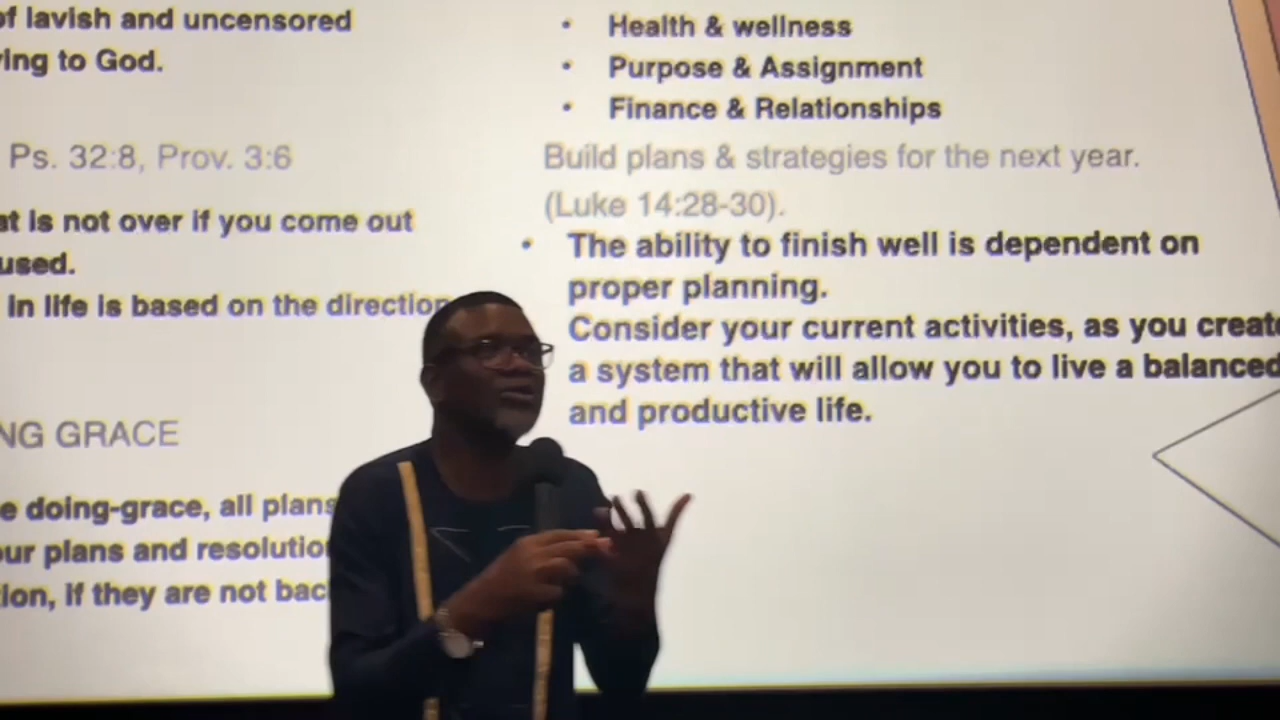 of lavish and uncensored
ing to God.
Ps. 32:8, Prov. 3:6
at is not over if you come out
used.
in life is based on the direction
NG GRACE
e doing-grace, all plans
our plans and resolutio
ion, if they are not bac
• Health & wellness
• Purpose & Assignment
• Finance & Relationships
Build plans & strategies for the next year.
(Luke 14:28-30).
• The ability to finish well is dependent on
proper planning.
Consider your current activities, as you create
a system that will allow you to live a balanced
and productive life.